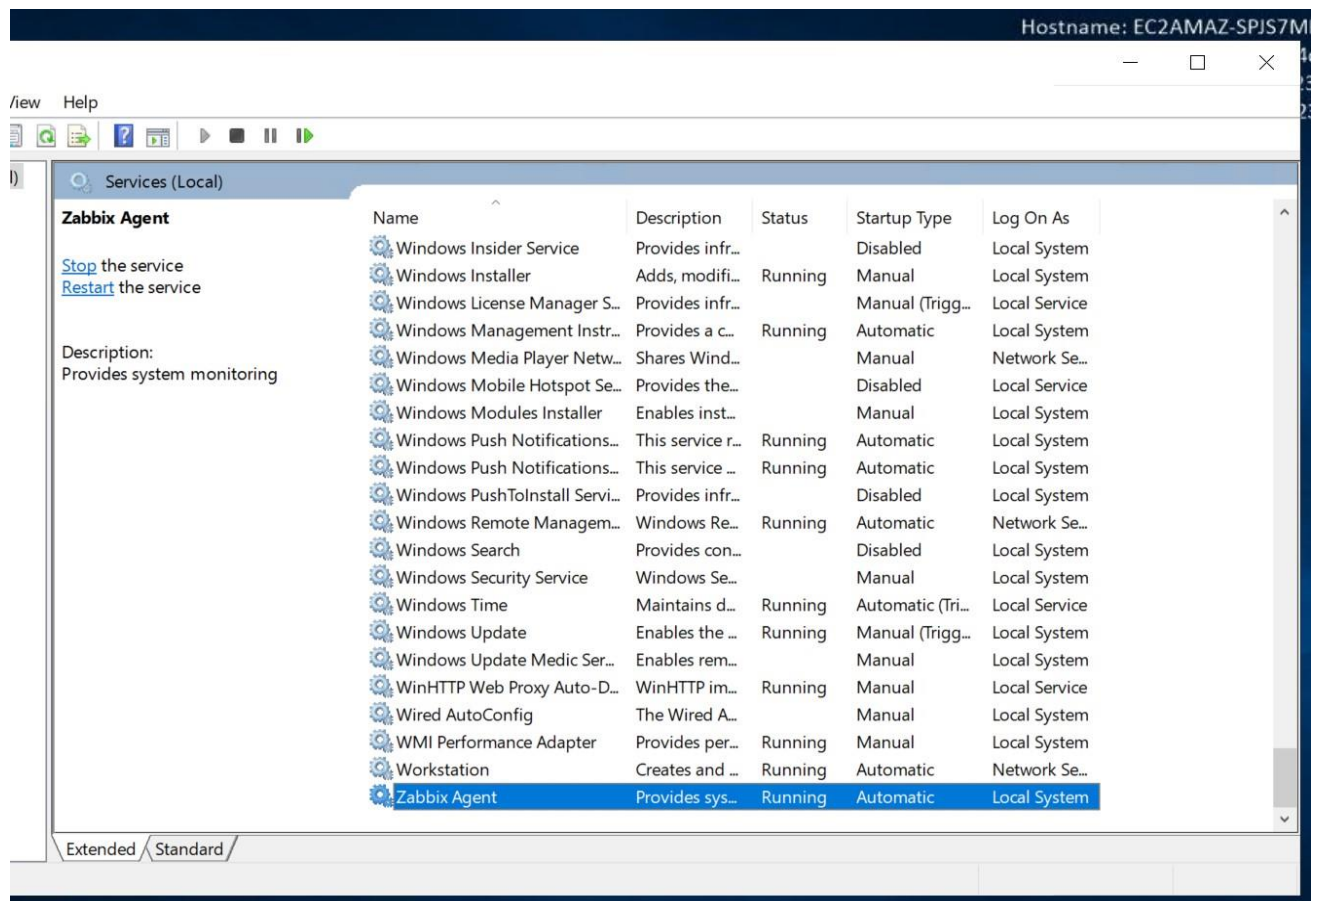 Hostname: EC2AMAZ-SPJS7M
View Help
Services (Local)
Zabbix Agent
Stop the service
Restart the service
Description:
Provides system monitoring
Name Description Status Startup Type Log On As
Windows Insider Service Provides infr... Disabled Local System
Windows Installer Adds, modifi... Running Manual Local System
Windows License Manager S... Provides infr... Manual (Trigg... Local Service
Windows Management Instr... Provides a c... Running Automatic Local System
Windows Media Player Netw... Shares Wind... Manual Network Se...
Windows Mobile Hotspot Se... Provides the... Disabled Local Service
Windows Modules Installer Enables inst... Manual Local System
Windows Push Notifications... This service r... Running Automatic Local System
Windows Push Notifications... This service ... Running Automatic Local System
Windows PushToInstall Servi... Provides infr... Disabled Local System
Windows Remote Managem... Windows Re... Running Automatic Network Se...
Windows Search Provides con... Disabled Local System
Windows Security Service Windows Se... Manual Local System
Windows Time Maintains d... Running Automatic (Tri... Local Service
Windows Update Enables the ... Running Manual (Trigg... Local System
Windows Update Medic Ser... Enables rem... Manual Local System
WinHTTP Web Proxy Auto-D... WinHTTP im... Running Manual Local Service
Wired AutoConfig The Wired A... Manual Local System
WMI Performance Adapter Provides per... Running Manual Local System
Workstation Creates and ... Running Automatic Network Se...
Zabbix Agent Provides sys... Running Automatic Local System
Extended Standard